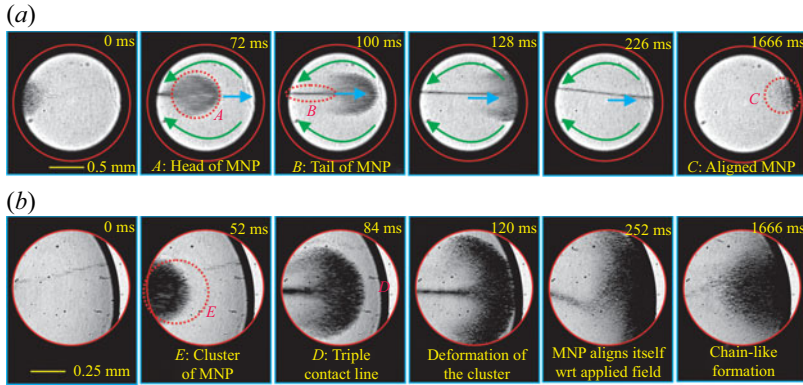 (a)
0 ms
72 ms
100 ms
128 ms
226 ms
1666 ms
A
B
C
0.5 mm
A: Head of MNP
B: Tail of MNP
C: Aligned MNP
(b)
0 ms
52 ms
84 ms
120 ms
252 ms
1666 ms
D
E
0.25 mm
E: Cluster
of MNP
D: Triple
contact line
Deformation of
the cluster
MNP aligns itself
wrt applied field
Chain-like
formation